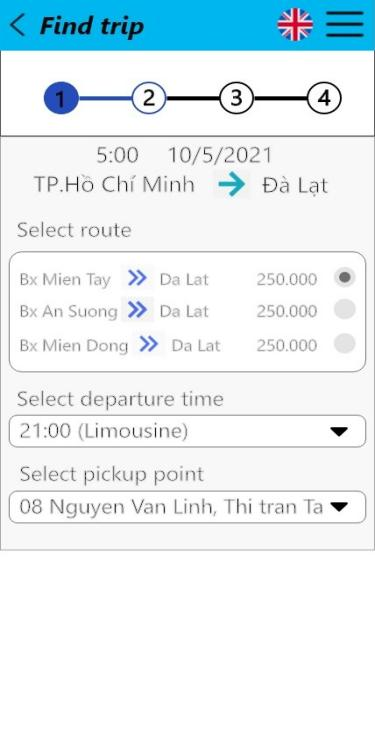 Find trip
1 2 3 4
5:00 10/5/2021
TP.Hồ Chí Minh Đà Lạt
Select route
Bx Mien Tay Da Lat 250.000
Bx An Suong Da Lat 250.000
Bx Mien Dong Da Lat 250.000
Select departure time
21:00 (Limousine)
Select pickup point
08 Nguyen Van Linh, Thi tran Ta